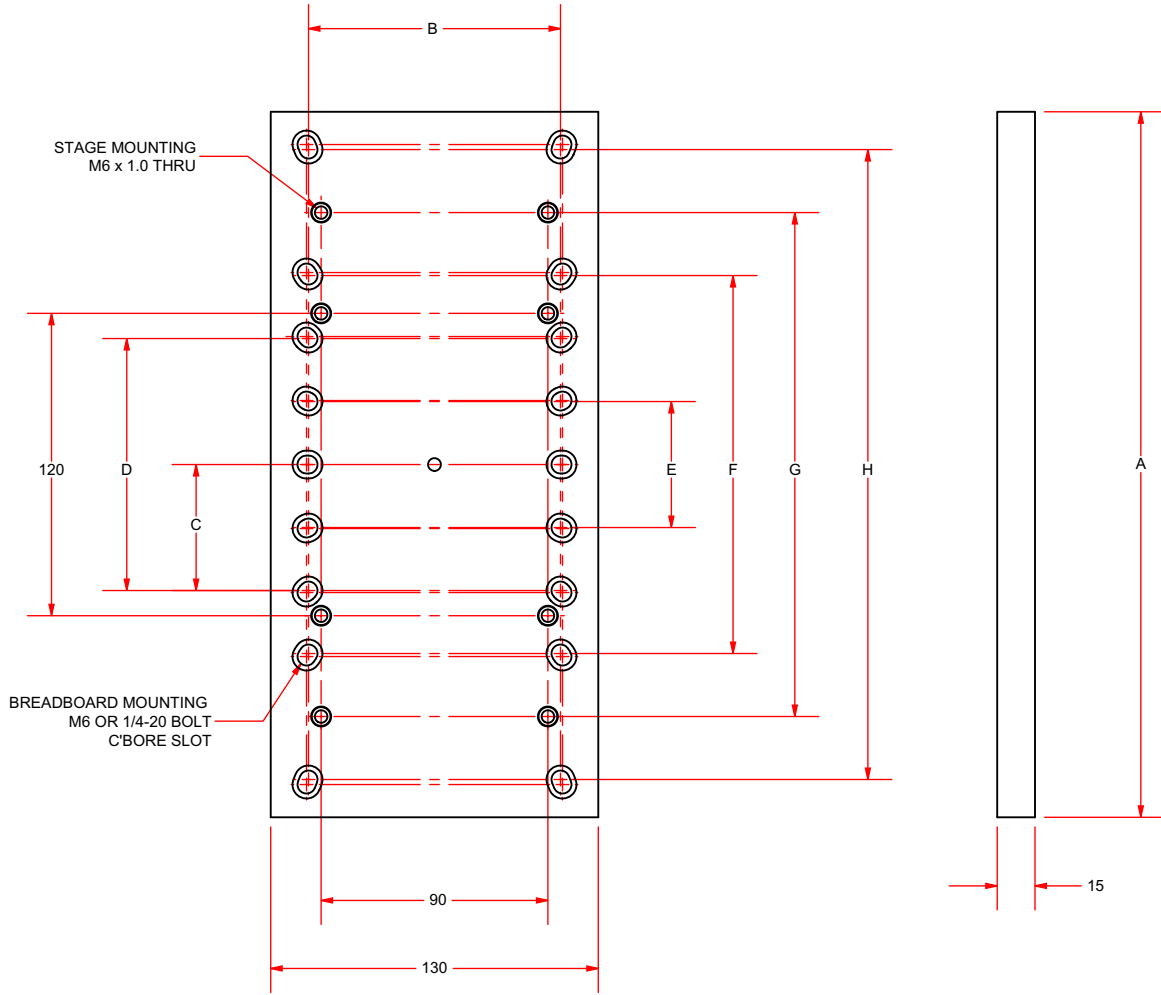 B
STAGE MOUNTING
M6 x 1.0 THRU
120
D
C
E
F
G
H
A
BREADBOARD MOUNTING
M6 OR 1/4-20 BOLT
C'BORE SLOT
90
15
130